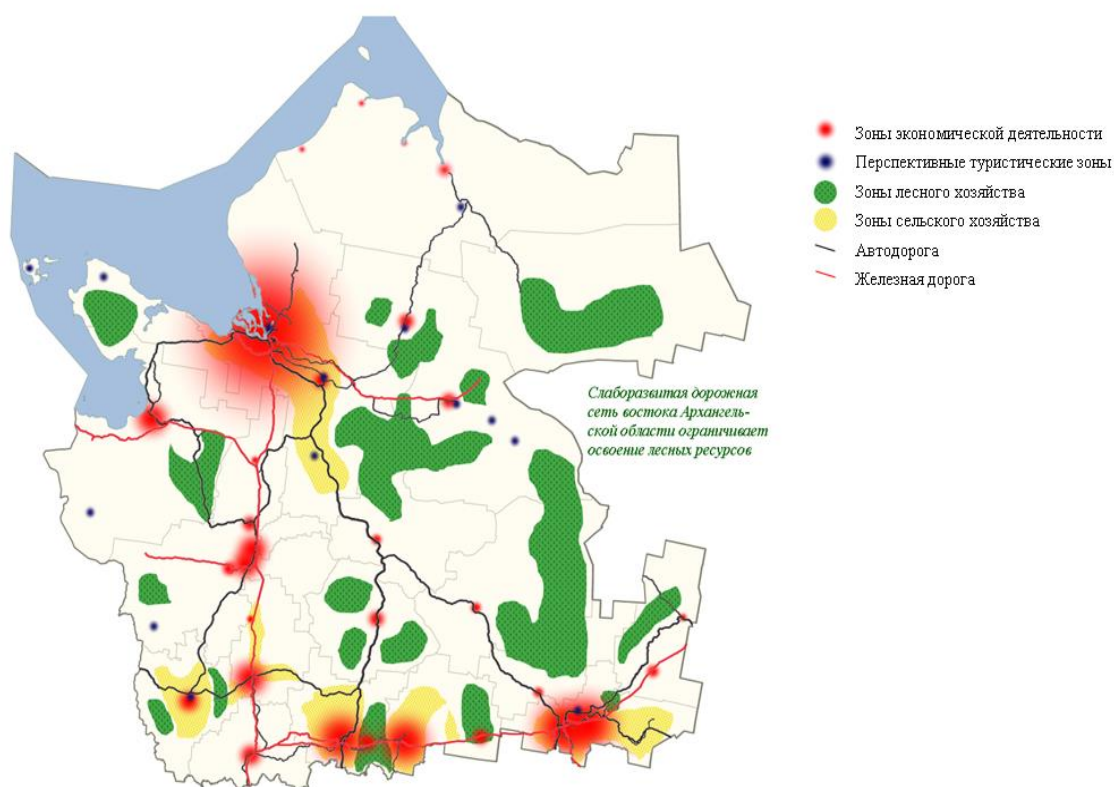 Зоны экономической деятельности
Перспективные туристические зоны
Зоны лесного хозяйства
Зоны сельского хозяйства
Автодорога
Железная дорога
Слаборазвитая дорожная
сеть востока Архангель-
ской области ограничивает
освоение лесных ресурсов